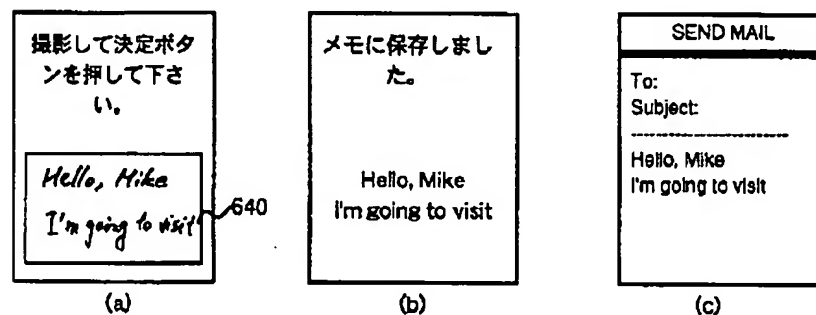 撮影して決定ボタ
ンを押して下さ
い。
Hello, Mike
I'm going to visit
640
(a)
メモに保存しまし
た。
Hello, Mike
I'm going to visit
(b)
SEND MAIL
To:
Subject:
Hello, Mike
I'm going to visit
(c)